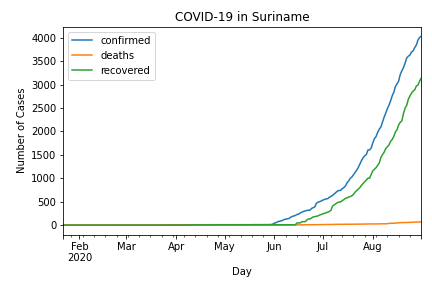 COVID-19 in Suriname
confirmed
deaths
recovered
Number of Cases
4000
3500
3000
2500
2000
1500
1000
500
0
Feb Mar Apr May Jun Jul Aug
2020
Day